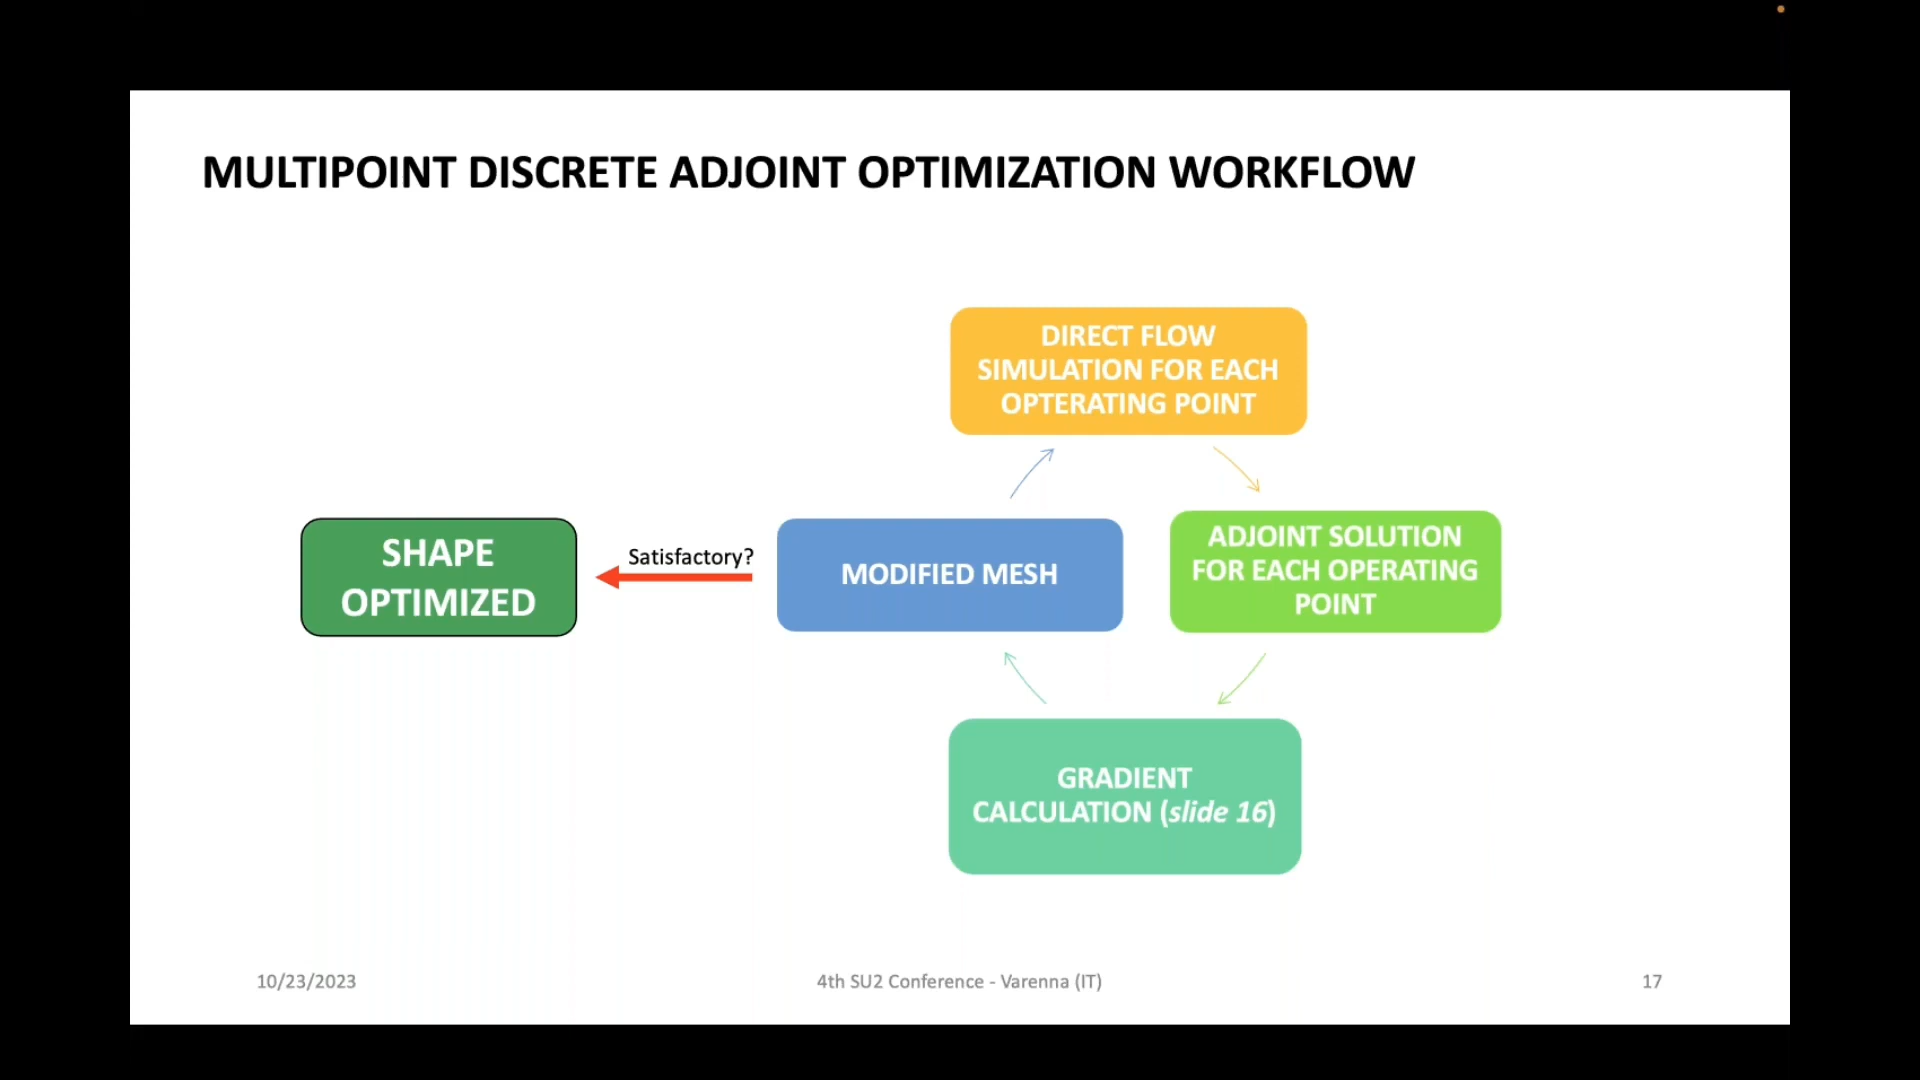 MULTIPOINT DISCRETE ADJOINT OPTIMIZATION WORKFLOW
DIRECT FLOW
SIMULATION FOR EACH
OPTERATING POINT
SHAPE
OPTIMIZED
Satisfactory?
MODIFIED MESH
ADJOINT SOLUTION
FOR EACH OPERATING
POINT
GRADIENT
CALCULATION (slide 16)
10/23/2023
4th SU2 Conference - Varenna (IT)
17